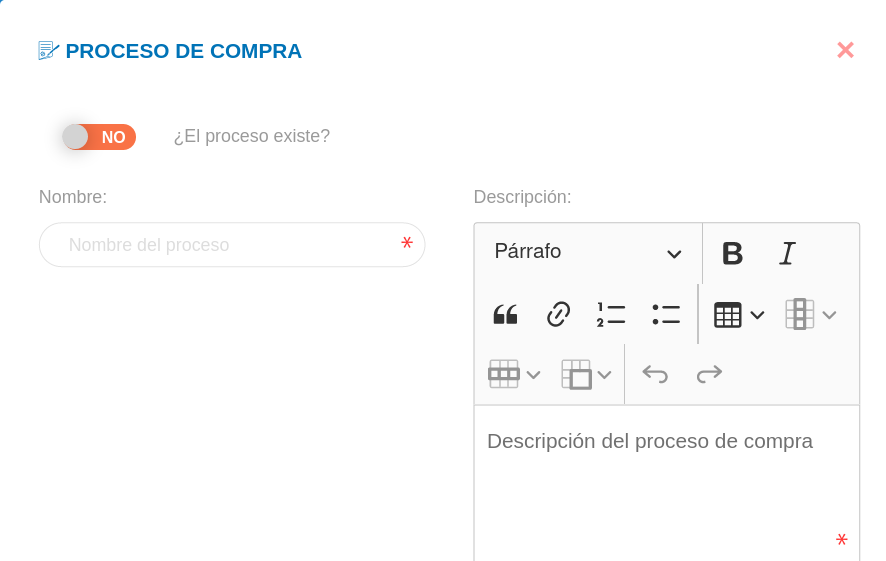 PROCESO DE COMPRA
NO ¿El proceso existe?
Nombre:
Nombre del proceso
Descripción:
Párrafo
Descripción del proceso de compra